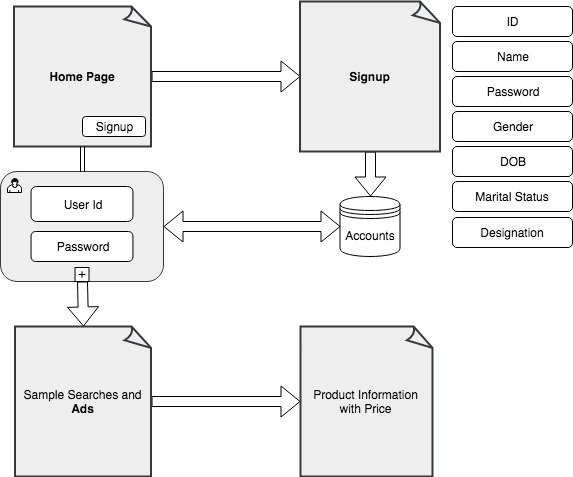 Home Page
Signup
Signup
ID
Name
Password
Gender
DOB
Marital Status
Designation
User Id
Password
+
Accounts
Sample Searches and
Ads
Product Information
with Price